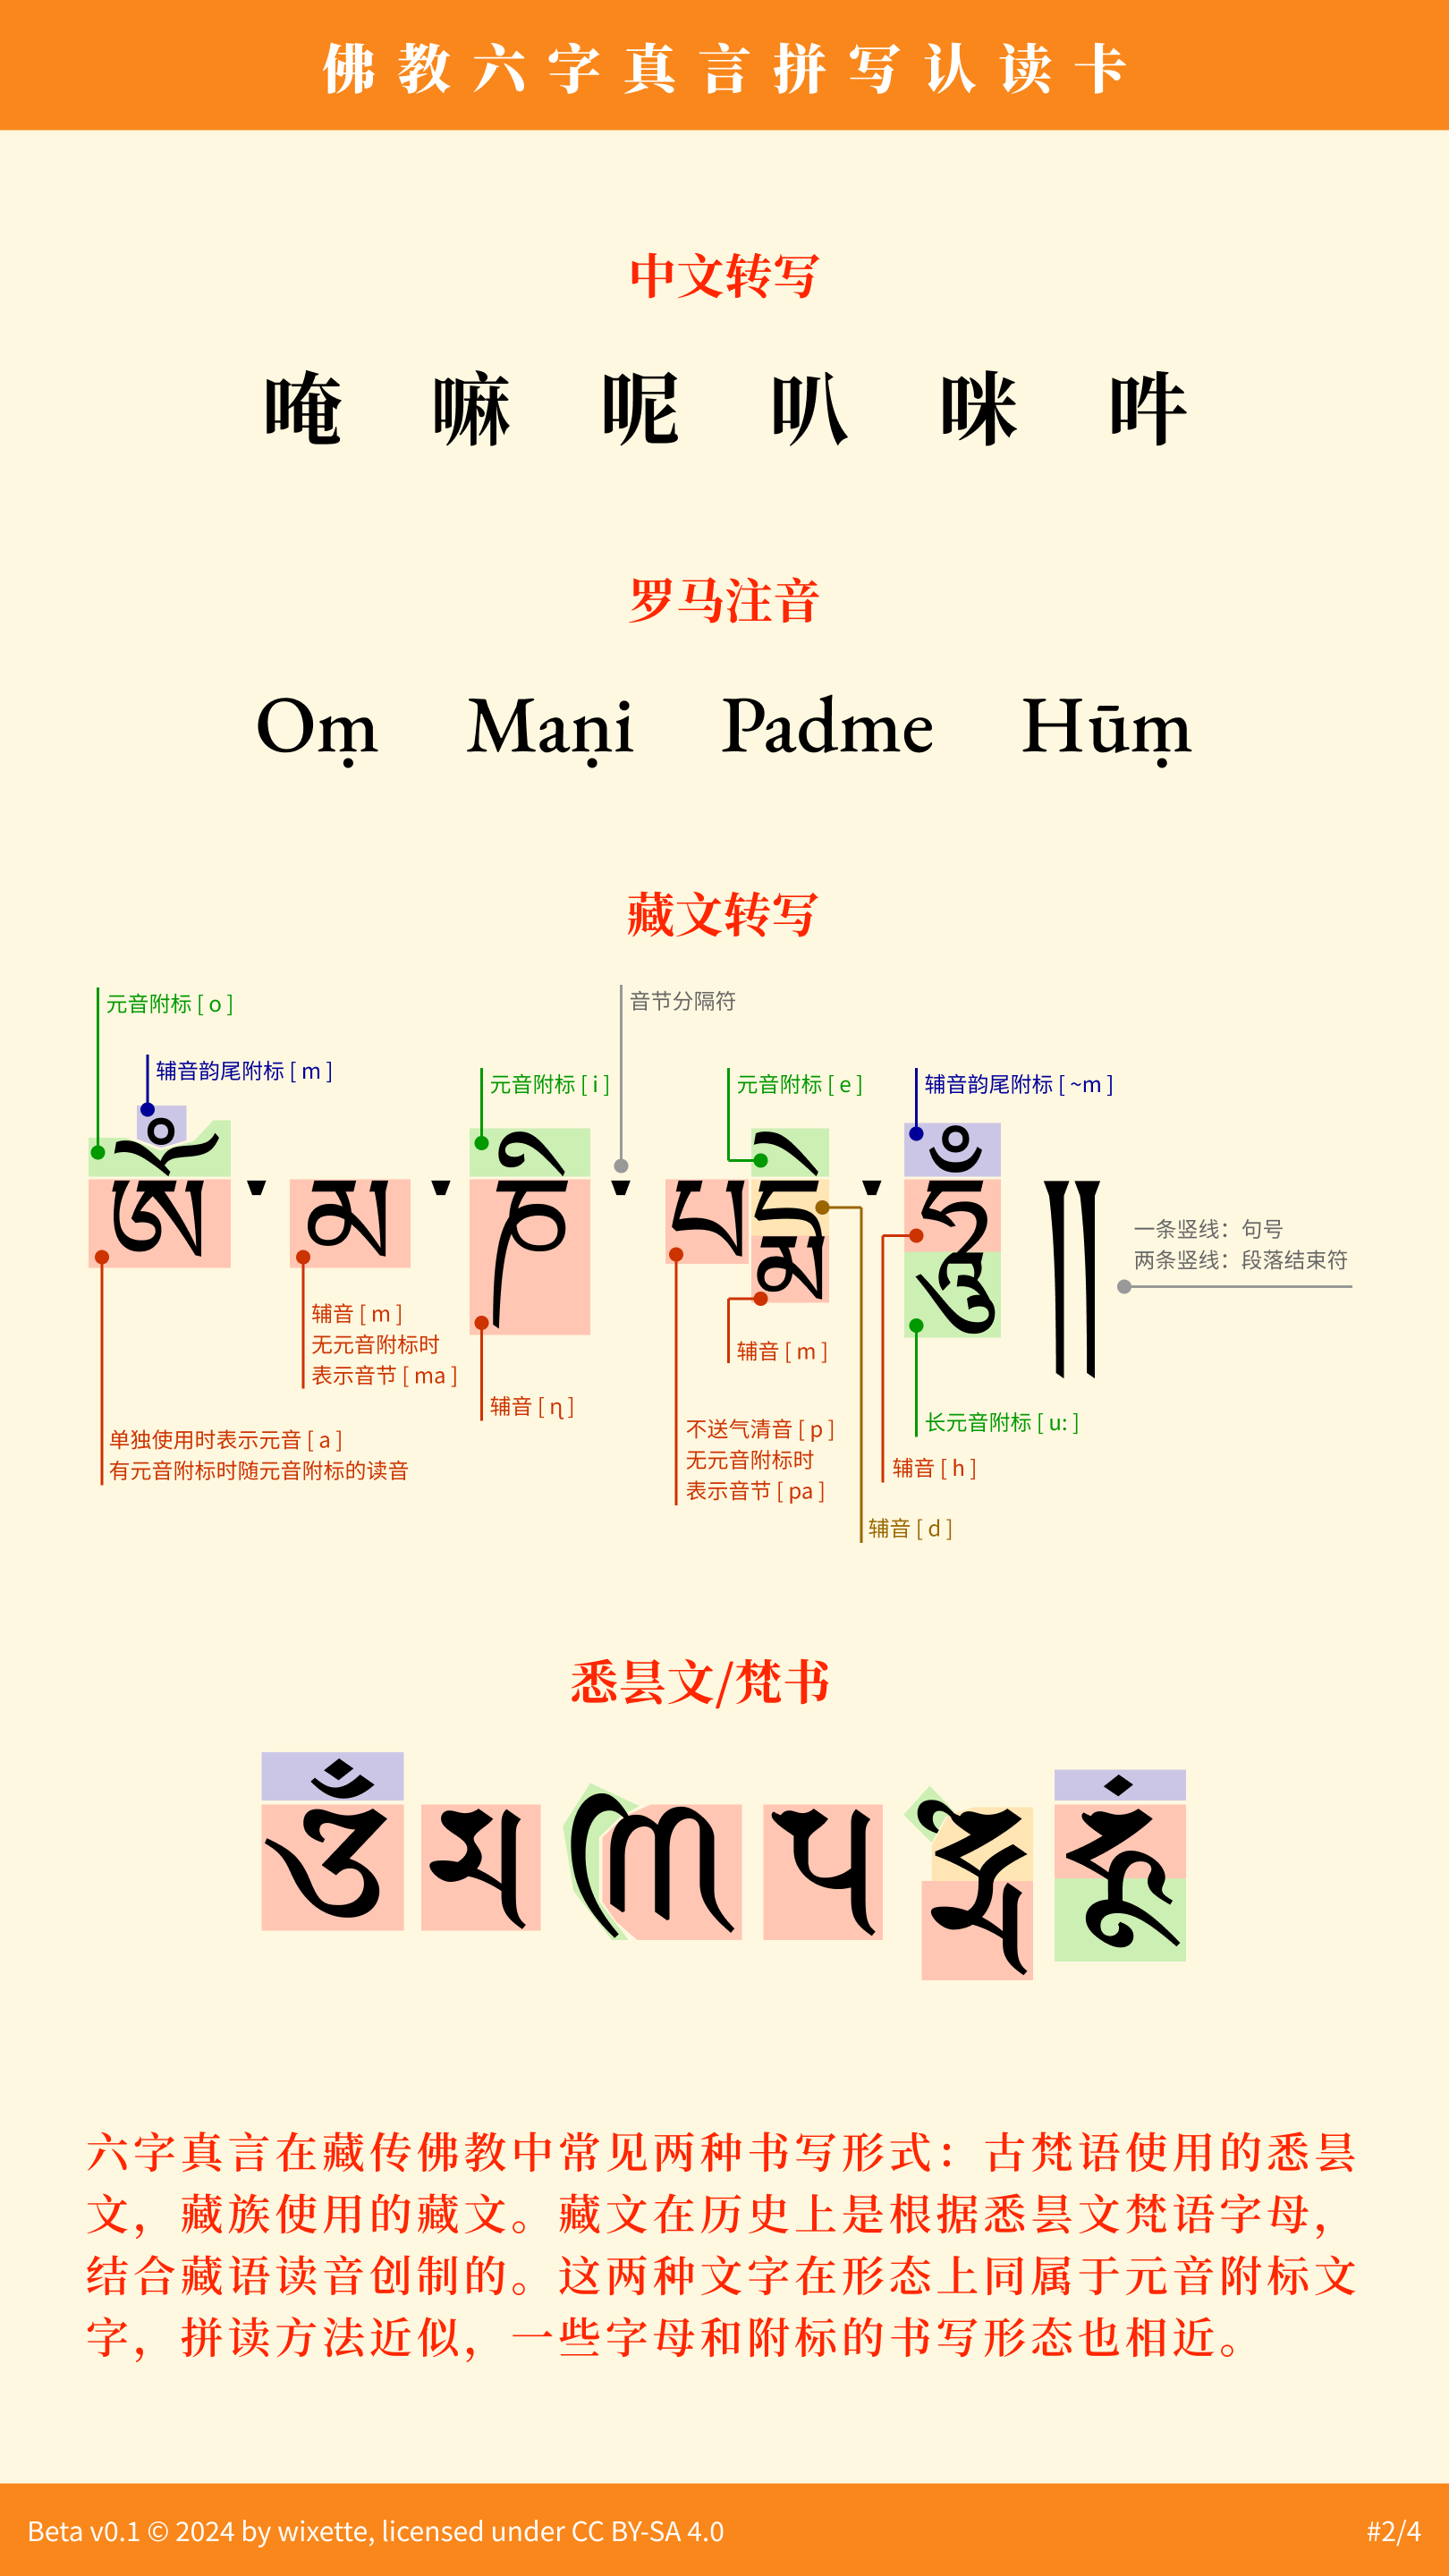 佛教六字真言拼写认读卡
中文转写
唵 嘛 呢 叭 咪 吽
罗马注音
Oṃ Maṇi Padme Hūṃ
藏文转写
元音附标 [ o ]
音节分隔符
辅音韵尾附标 [ m ]
元音附标 [ i ]
元音附标 [ e ]
辅音韵尾附标 [ ~m ]
ཨོཾ་མ་ཎི་པདྨེ་ཧཱུྃ༎
一条竖线：句号
两条竖线：段落结束符
辅音 [ m ]
无元音附标时
表示音节 [ ma ]
辅音 [ m ]
辅音 [ ɳ ]
长元音附标 [ u: ]
单独使用时表示元音 [ a ]
有元音附标时随元音附标的读音
不送气清音 [ p ]
无元音附标时
表示音节 [ pa ]
辅音 [ h ]
辅音 [ d ]
悉昙文/梵书
𑖌𑖼 𑖦 𑖜𑖰 𑖢 𑖟𑖿𑖦𑖸 𑖮𑖳𑖽
六字真言在藏传佛教中常见两种书写形式：古梵语使用的悉昙
文，藏族使用的藏文。藏文在历史上是根据悉昙文梵语字母，
结合藏语读音创制的。这两种文字在形态上同属于元音附标文
字，拼读方法近似，一些字母和附标的书写形态也相近。
Beta v0.1 © 2024 by wixette, licensed under CC BY-SA 4.0
#2/4